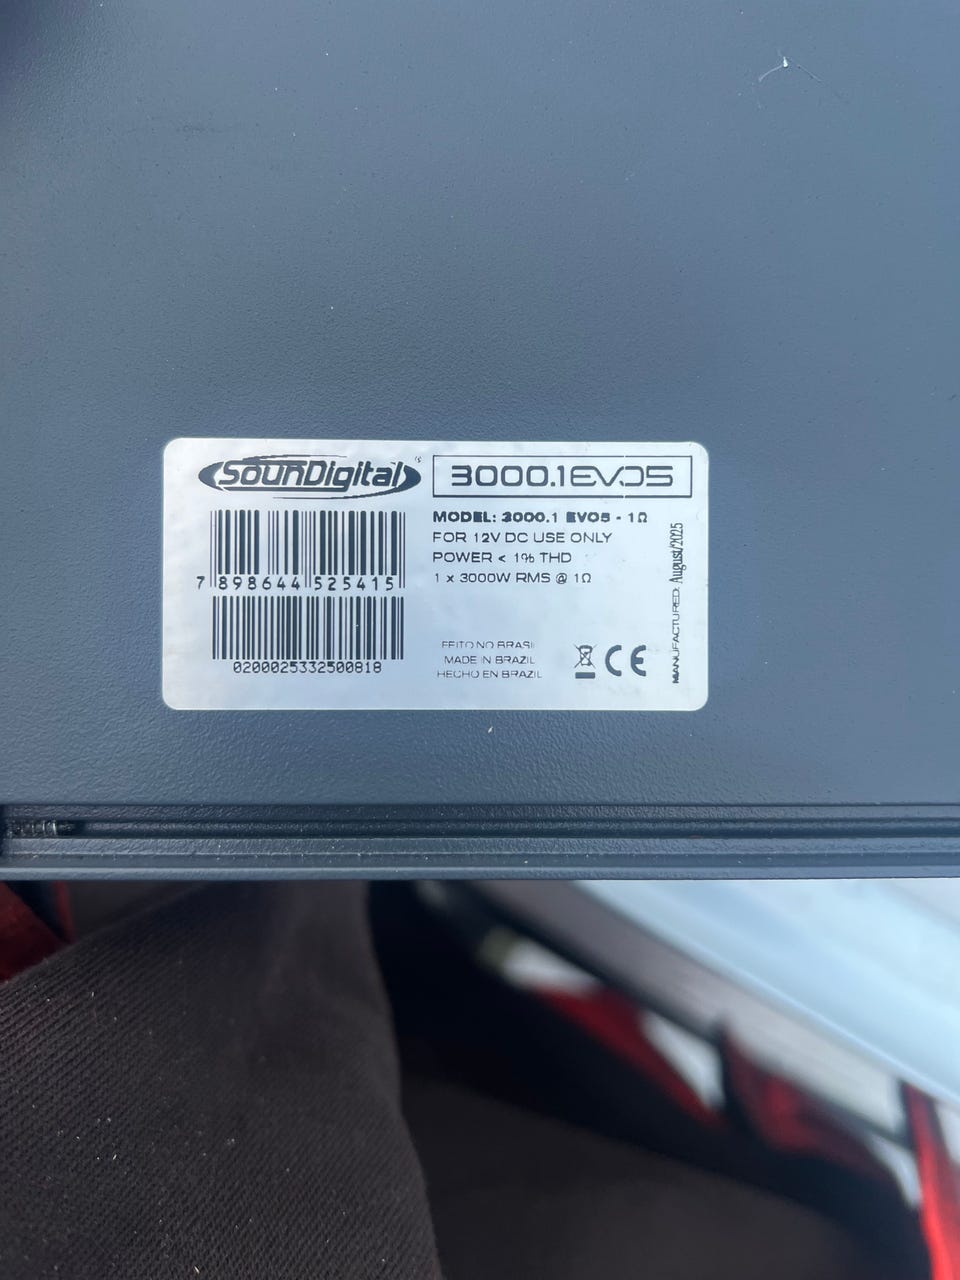 SounDigital®
3000.1EVO5
MODEL: 3000.1 EVO5 - 1Ω
FOR 12V DC USE ONLY
POWER < 1% THD
1 x 3000W RMS @ 1Ω
7 898644 525415
0200025332500818
FEITO NO BRASIL
MADE IN BRAZIL
HECHO EN BRAZIL
CE
MANUFACTURED: August/2025